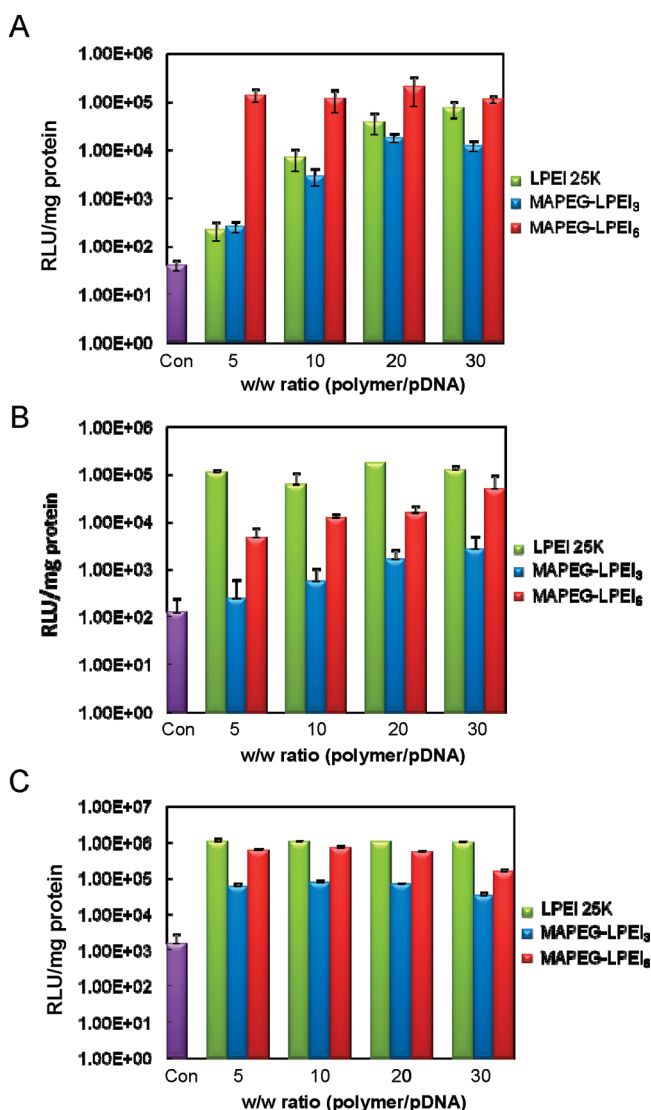 A
RLU/mg protein
1.00E+06
1.00E+05
1.00E+04
1.00E+03
1.00E+02
1.00E+01
1.00E+00
Con 5 10 20 30
w/w ratio (polymer/pDNA)
LPEI 25K
MAPEG-LPEI₃
MAPEG-LPEI₆
B
RLU/mg protein
1.00E+06
1.00E+05
1.00E+04
1.00E+03
1.00E+02
1.00E+01
1.00E+00
Con 5 10 20 30
w/w ratio (polymer/pDNA)
LPEI 25K
MAPEG-LPEI₃
MAPEG-LPEI₆
C
RLU/mg protein
1.00E+07
1.00E+06
1.00E+05
1.00E+04
1.00E+03
1.00E+02
1.00E+01
1.00E+00
Con 5 10 20 30
w/w ratio (polymer/pDNA)
LPEI 25K
MAPEG-LPEI₃
MAPEG-LPEI₆